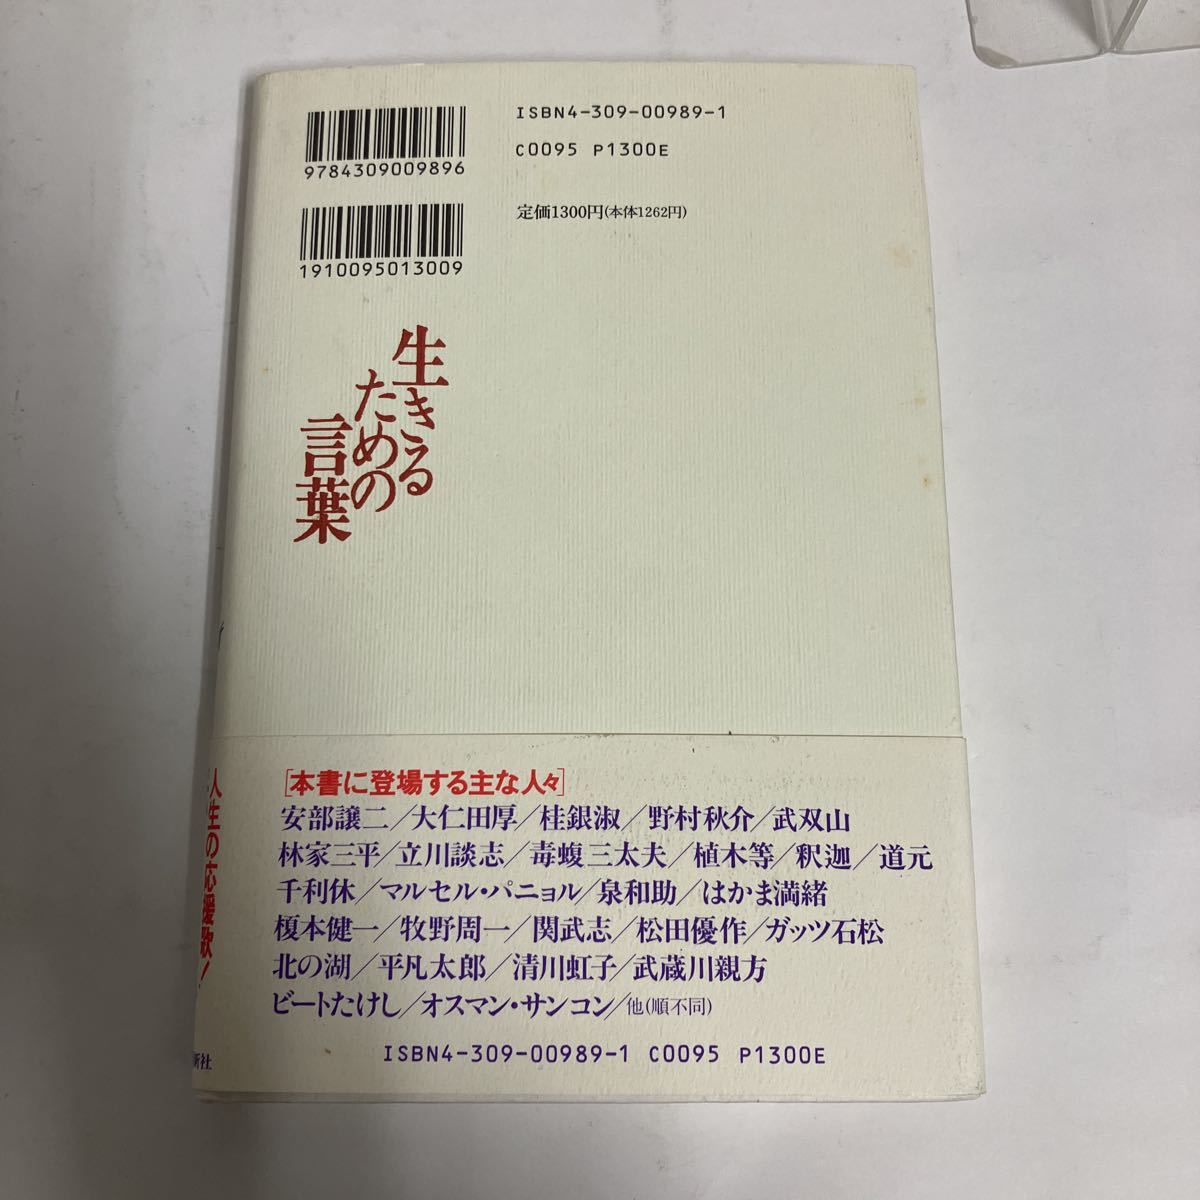 ISBN4-309-00989-1
C0095 P1300E
9784309009896
定価1300円(本体1262円)
1910095013009
生きる
ための
言葉
[本書に登場する主な人々]
安部譲二/大仁田厚/桂銀淑/野村秋介/武双山
林家三平/立川談志/毒蝮三太夫/植木等/釈迦/道元
千利休/マルセル・パニョル/泉和助/はかま満緒
榎本健一/牧野周一/関武志/松田優作/ガッツ石松
北の湖/平凡太郎/清川虹子/武蔵川親方
ビートたけし/オスマン・サンコン/他(順不同)
ISBN4-309-00989-1 C0095 P1300E
人生の応援歌!
新社